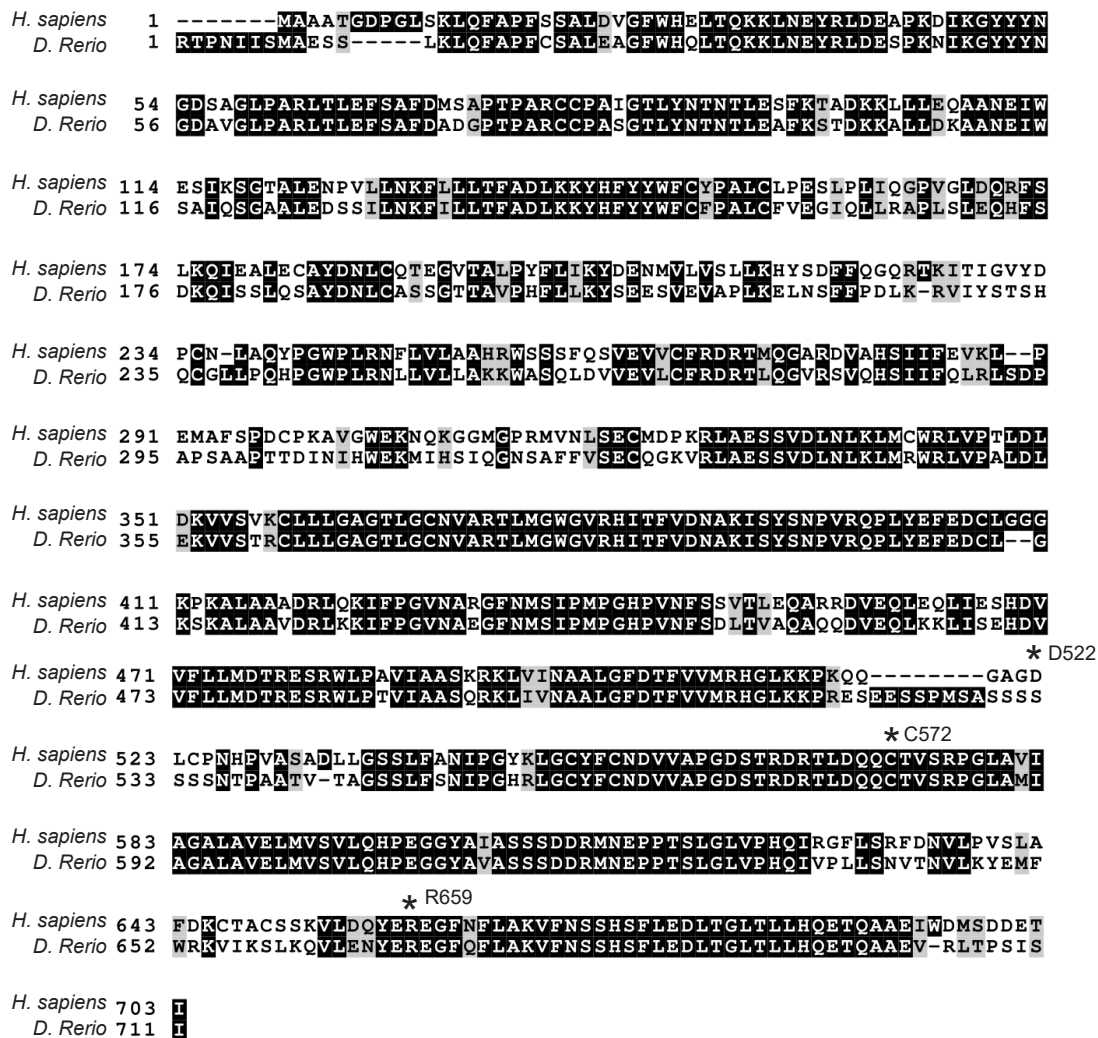 H. sapiens 1 -------MAAATGDPGLSKLQFAPFSSALDVGFWHELTQKKLNEYRLDEAPKDIKGYYYN
D. Rerio 1 RTPNIISMAESS-----LKLQFAPFCSALEAGFWHQLTQKKLNEYRLDESPKNIKGYYYN
H. sapiens 54 GDSAGLPARLTLEFSAFDMSAPTPARCCPAIGTLYNTNTLESFKTADKKLLLEQAANEIW
D. Rerio 56 GDAVGLPARLTLEFSAFDADGPTPARCCPASGTLYNTNTLEAFKSTDKKALLDKAANEIW
H. sapiens 114 ESIKSGTALENPVLLNKFLLLTFADLKKYHFYYWFCYPALCLPESLPLIQGPVGLDQRFS
D. Rerio 116 SAIQSGAALEDSSILNKFILLTFADLKKYHFYYWFCFPALCFVEGIQLLRAPLSLEQHFS
H. sapiens 174 LKQIEALECAYDNLCQTEGVTALPYFLIKYDENMVLVSLLKHYSDFFQGQRTKITIGVYD
D. Rerio 176 DKQISSLQSAYDNLCASSGTTAVPHFLLKYSEESVEVAPLKELNSFFPDLK-RVIYSTSH
H. sapiens 234 PCN-LAQYPGWPLRNFLVLAAHRWSSSFQSVEVVCFRDRTMQGARDVAHSIIFEVKL--P
D. Rerio 235 QCGLLPQHPGWPLRNLLVLLAKKWASQLDVVEVLCFRDRTLQGVRSVQHSIIFQLRLSDP
H. sapiens 291 EMAFSPDCPKAVGWEKNQKGGMGPRMVNLSECMDPKRLAESSVDLNLKLMCWRLVPTLDL
D. Rerio 295 APSAAPTTDINIHWEKMIHSIQGNSAFFVSECQGKVRLAESSVDLNLKLMRWRLVPALDL
H. sapiens 351 DKVVSVKCLLLGAGTLGCNVARTLMGWGVRHITFVDNAKISYSNPVRQPLYEFEDCLGGG
D. Rerio 355 EKVVSTRCLLLGAGTLGCNVARTLMGWGVRHITFVDNAKISYSNPVRQPLYEFEDCL--G
H. sapiens 411 KPKALAAADRLQKIFPGVNARGFNMSIPMPGHPVNFSSVTLEQARRDVEQLEQLIESHDV
D. Rerio 413 KSKALAAVDRLKKIFPGVNAEGFNMSIPMPGHPVNFSDLTVAQAQQDVEQLKKLISEHDV
* D522
H. sapiens 471 VFLLMDTRESRWLPAVIAASKRKLVINAALGFDTFVVMRHGLKKPKQQ--------GAGD
D. Rerio 473 VFLLMDTRESRWLPTVIAASQRKLIVNAALGFDTFVVMRHGLKKPRESEESSPMSASSSS
* C572
H. sapiens 523 LCPNHPVASADLLGSSLFANIPGYKLGCYFCNDVVAPGDSTRDRTLDQQCTVSRPGLAVI
D. Rerio 533 SSSNTPAATV-TAGSSLFSNIPGHRLGCYFCNDVVAPGDSTRDRTLDQQCTVSRPGLAMI
H. sapiens 583 AGALAVELMVSVLQHPEGGYAIASSSDDRMNEPPTSLGLVPHQIRGFLSRFDNVLPVSLA
D. Rerio 592 AGALAVELMVSVLQHPEGGYAVASSSDDRMNEPPTSLGLVPHQIVPLLSNVTNVLKYEMF
* R659
H. sapiens 643 FDKCTACSSKVLDQYEREGFNFLAKVFNSSHSFLEDLTGLTLLHQETQAAEIWDMSDDET
D. Rerio 652 WRKVIKSLKQVLENYEREGFQFLAKVFNSSHSFLEDLTGLTLLHQETQAAEV-RLTPSIS
H. sapiens 703 I
D. Rerio 711 I